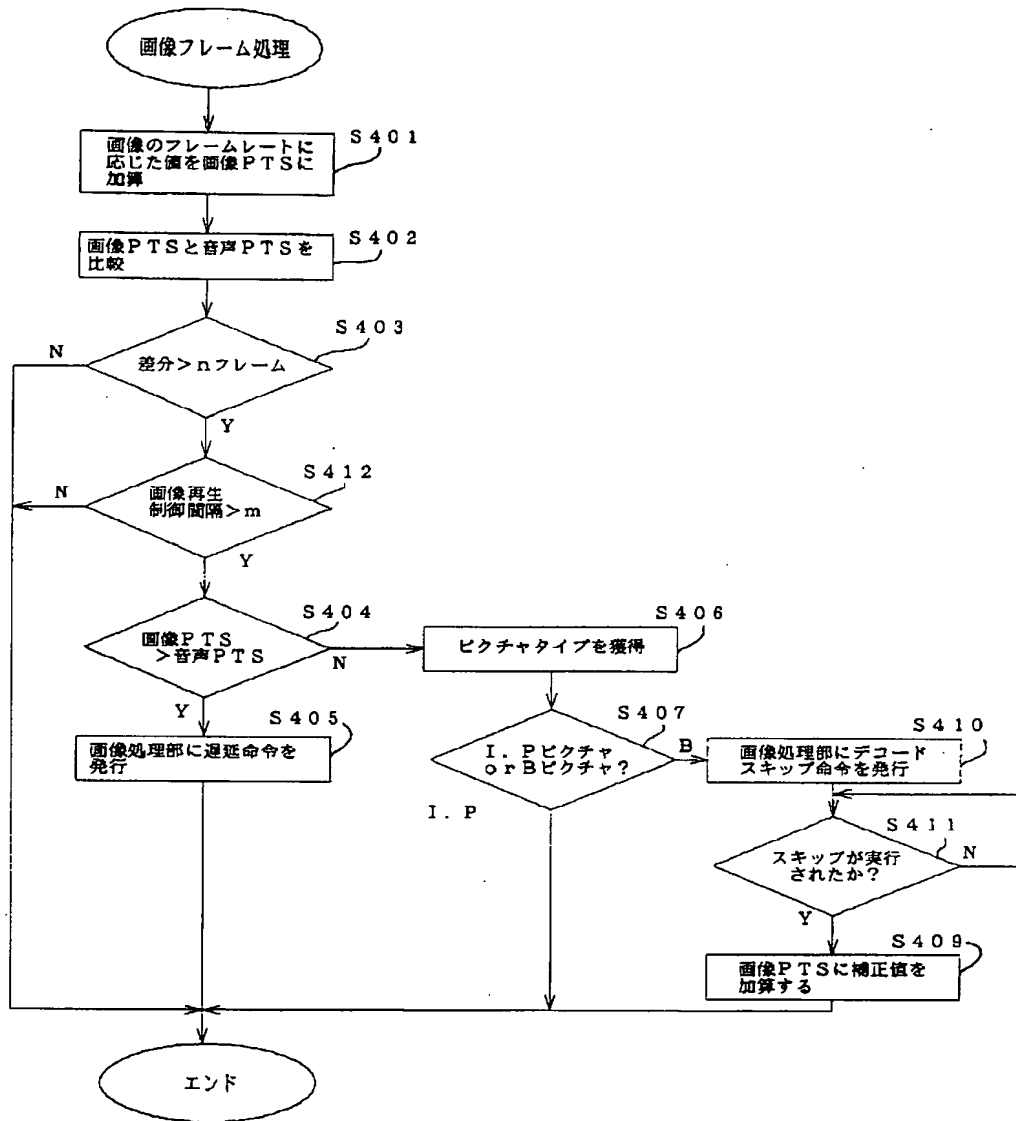 画像フレーム処理
S401
画像のフレームレートに
応じた値を画像PTSに
加算
S402
画像PTSと音声PTSを
比較
S403
差分>nフレーム
N
Y
S412
画像再生
制御間隔>m
N
Y
S404
画像PTS
>音声PTS
N
Y
S406
ピクチャタイプを獲得
S405
画像処理部に遅延命令を
発行
S407
I.Pピクチャ
orBピクチャ?
B
I.P
S410
画像処理部にデコード
スキップ命令を発行
S411
スキップが実行
されたか?
N
Y
S409
画像PTSに補正値を
加算する
エンド